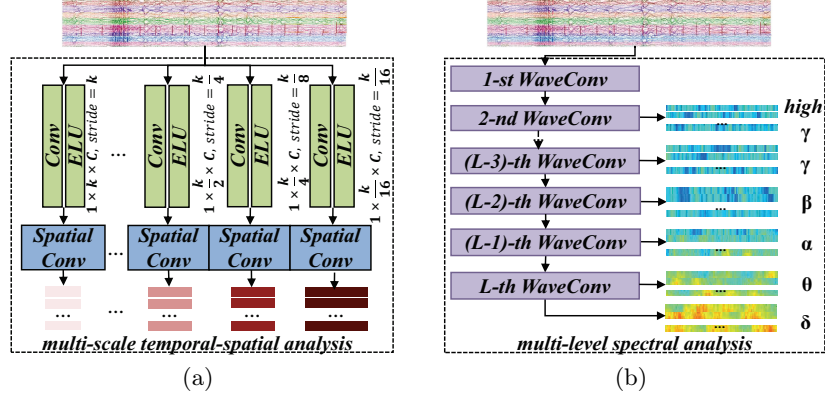 Conv
ELU
1 × k × C, stride = k
...
Conv
ELU
1 × k/2 × C, stride = k/4
Conv
ELU
1 × k/4 × C, stride = k/8
Conv
ELU
1 × k/16 × C, stride = k/16
Spatial
Conv
...
Spatial
Conv
Spatial
Conv
Spatial
Conv
...
...
...
...
...
multi-scale temporal-spatial analysis
(a)
1-st WaveConv
2-nd WaveConv
(L-3)-th WaveConv
(L-2)-th WaveConv
(L-1)-th WaveConv
L-th WaveConv
...
high
γ
...
γ
...
β
...
α
...
θ
...
δ
multi-level spectral analysis
(b)